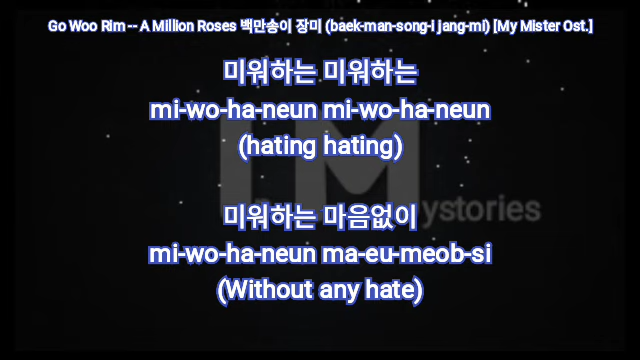 Go Woo Rim -- A Million Roses 백만송이 장미 (baek-man-song-I jang-mi) [My Mister Ost.]
미워하는 미워하는
mi-wo-ha-neun mi-wo-ha-neun
(hating hating)
미워하는 마음없이
mi-wo-ha-neun ma-eu-meob-si
(Without any hate)
ystories